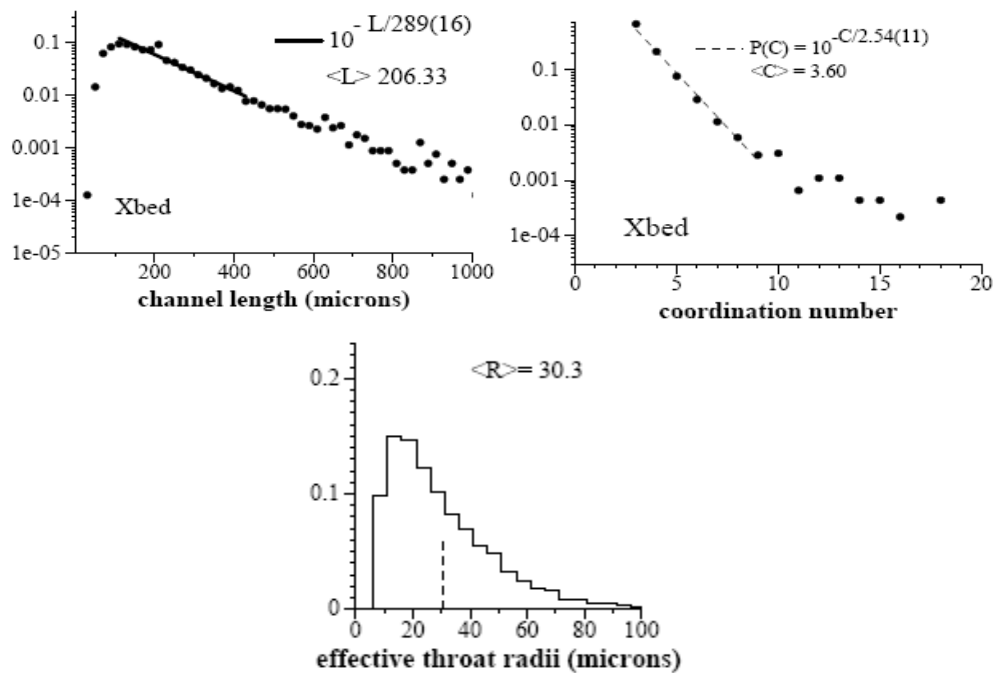 0.1
0.01
0.001
1e-04
1e-05
10^- L/289(16)
<L> 206.33
Xbed
200 400 600 800 1000
channel length (microns)
0.1
0.01
0.001
1e-04
P(C) = 10^-C/2.54(11)
<C> = 3.60
Xbed
0 5 10 15 20
coordination number
0.2
0.1
0
<R>= 30.3
0 20 40 60 80 100
effective throat radii (microns)